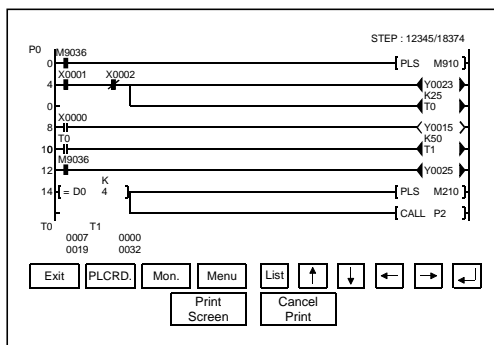 STEP : 12345/18374
P0
M9036
0 PLS M910
X0001 X0002
4 Y0023
K25
0 T0
X0000
8 Y0015
T0 K50
10 T1
M9036
12 Y0025
K
14 [ = D0 4 ] [ PLS M210 ]
[ CALL P2 ]
T0 T1
0007 0000
0019 0032
Exit PLCRD. Mon. Menu List
Print Screen Cancel Print